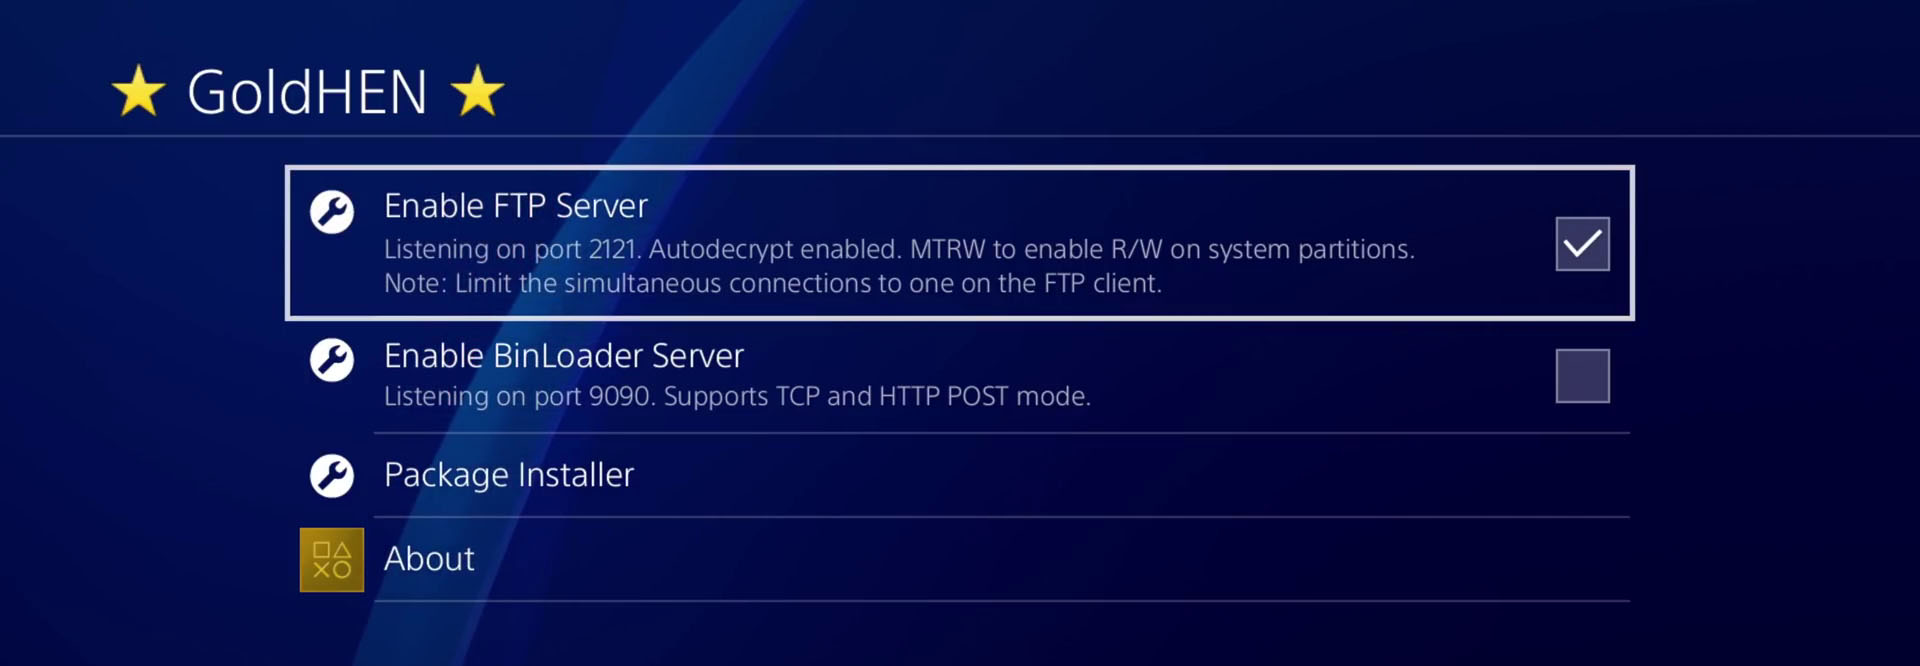 GoldHEN
Enable FTP Server
Listening on port 2121. Autodecrypt enabled. MTRW to enable R/W on system partitions.
Note: Limit the simultaneous connections to one on the FTP client.
Enable BinLoader Server
Listening on port 9090. Supports TCP and HTTP POST mode.
Package Installer
About